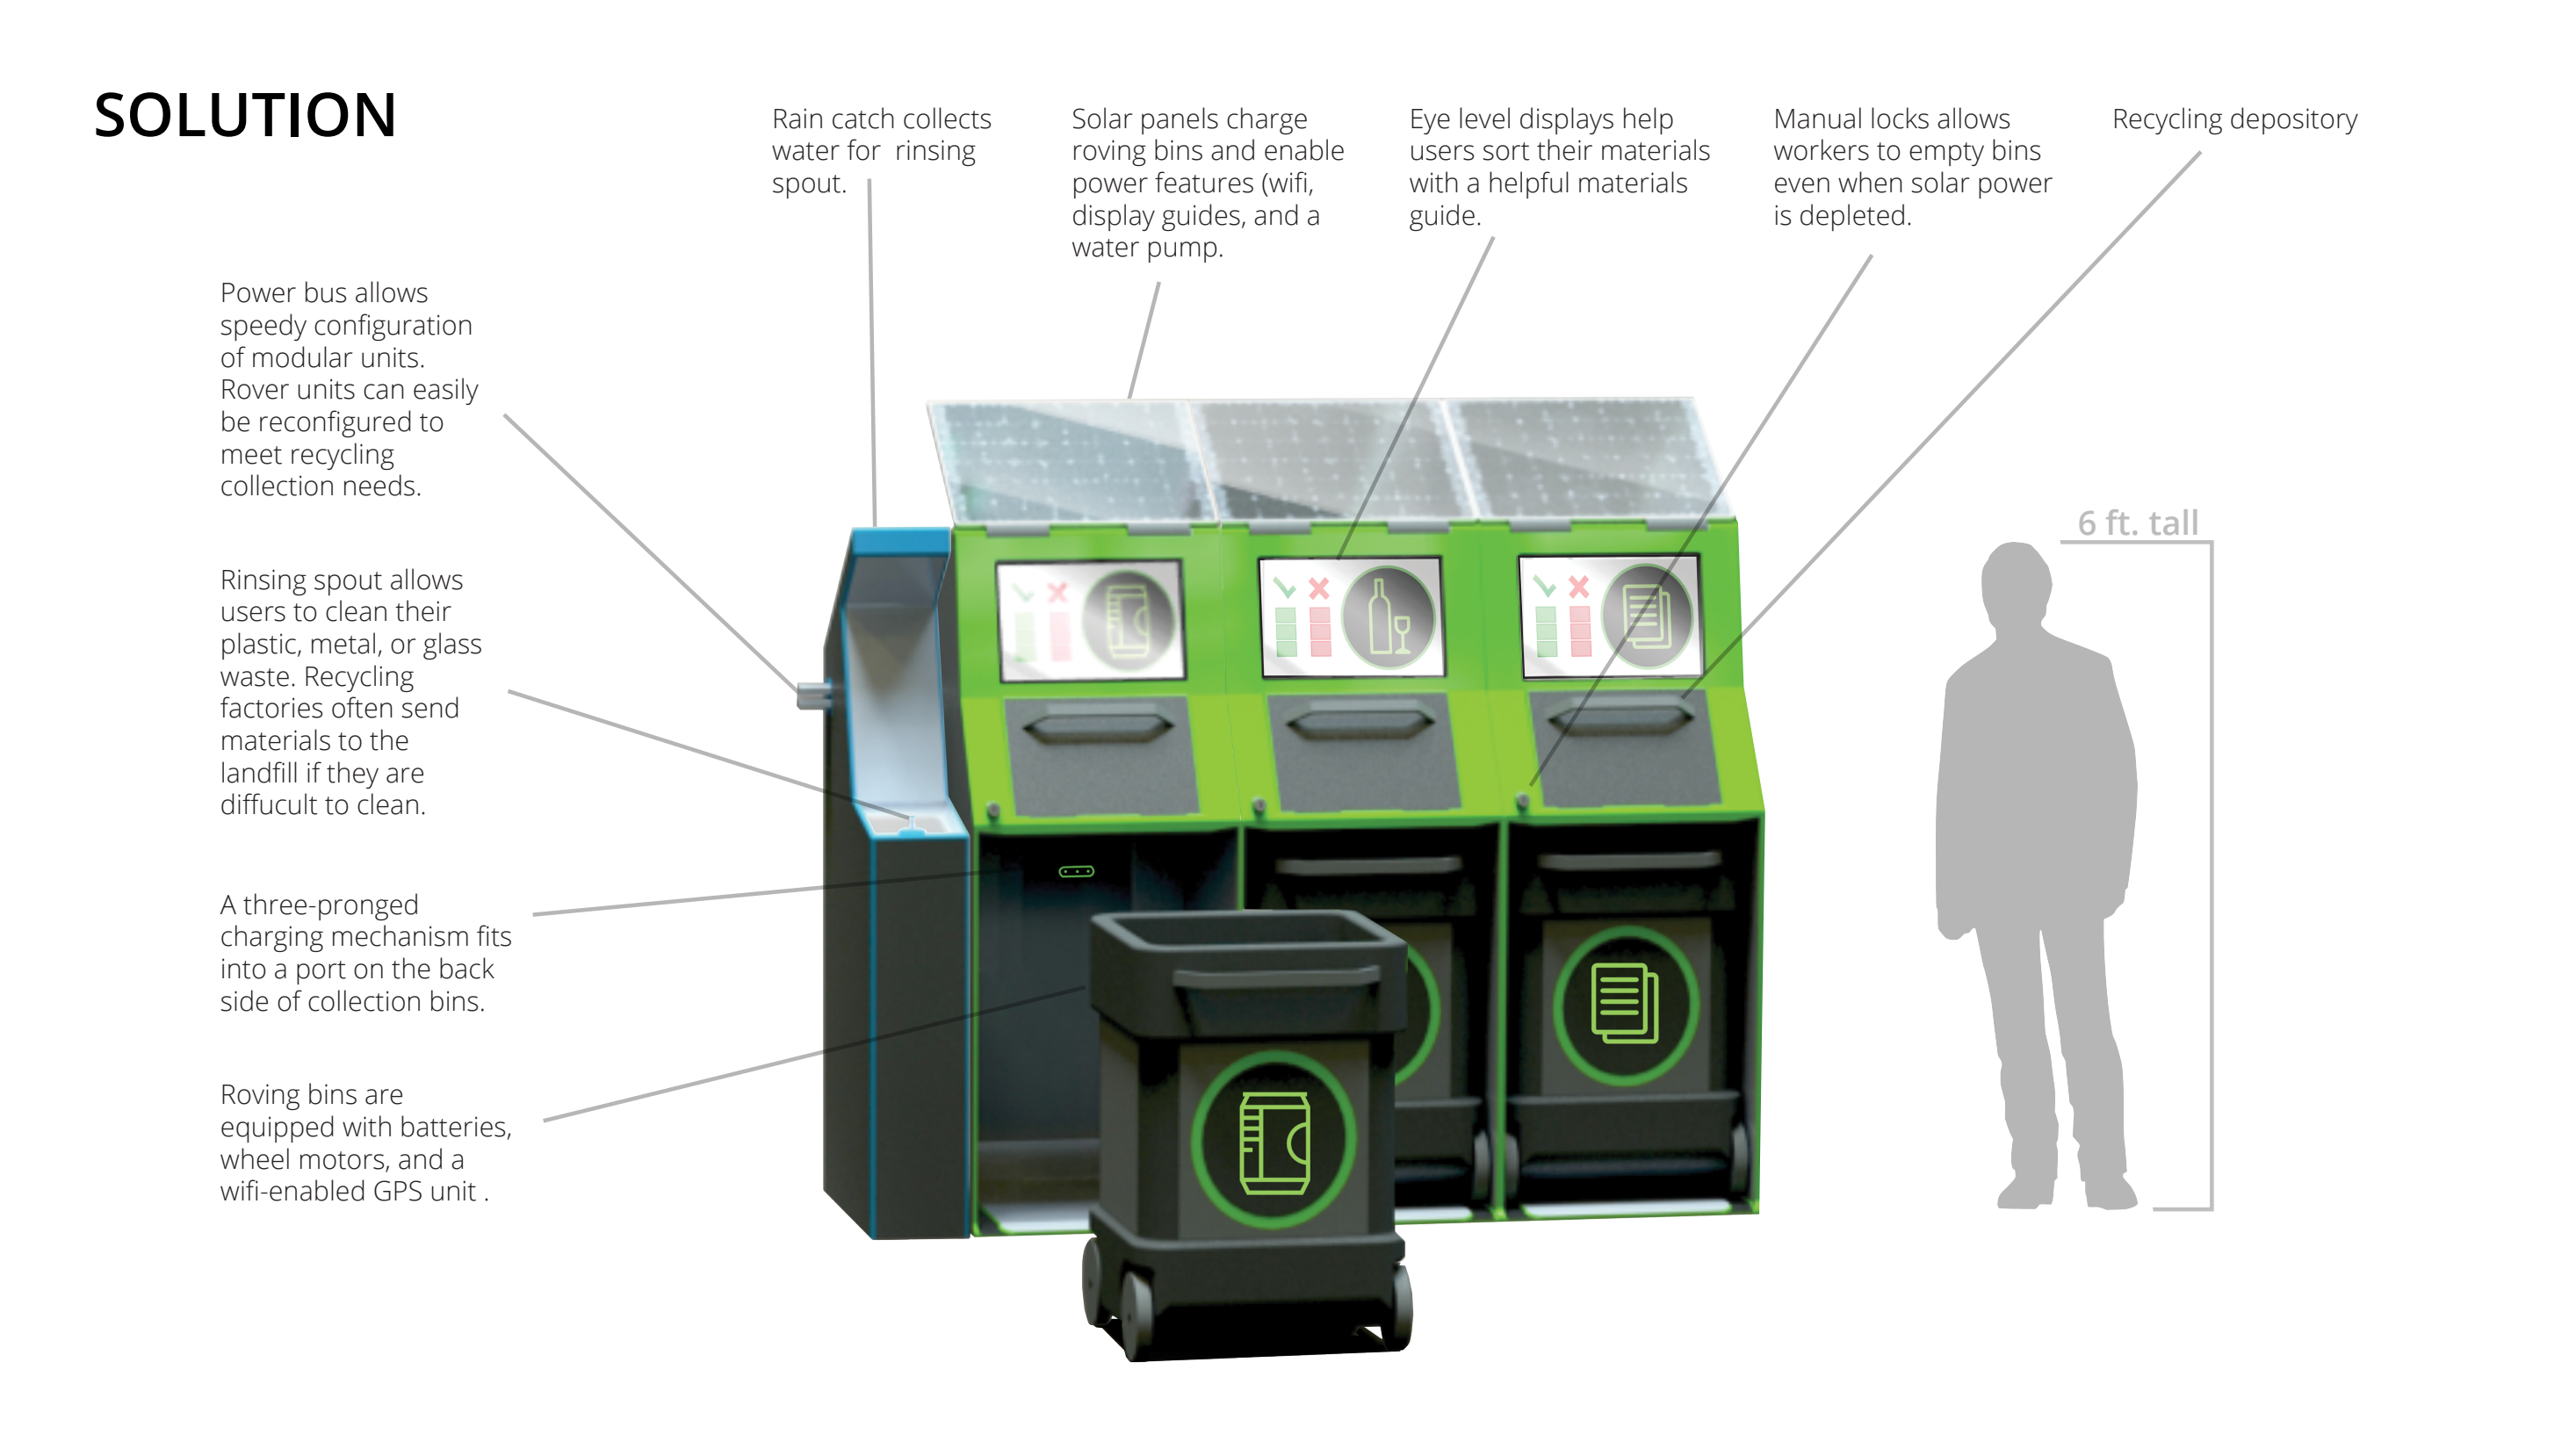 SOLUTION
Rain catch collects
water for  rinsing
spout.
Solar panels charge
roving bins and enable
power features (wifi,
display guides, and a
water pump.
Eye level displays help
users sort their materials
with a helpful materials
guide.
Manual locks allows
workers to empty bins
even when solar power
is depleted.
Recycling depository
Power bus allows
speedy configuration
of modular units.
Rover units can easily
be reconfigured to
meet recycling
collection needs.
Rinsing spout allows
users to clean their
plastic, metal, or glass
waste. Recycling
factories often send
materials to the
landfill if they are
diffucult to clean.
A three-pronged
charging mechanism fits
into a port on the back
side of collection bins.
Roving bins are
equipped with batteries,
wheel motors, and a
wifi-enabled GPS unit .
6 ft. tall